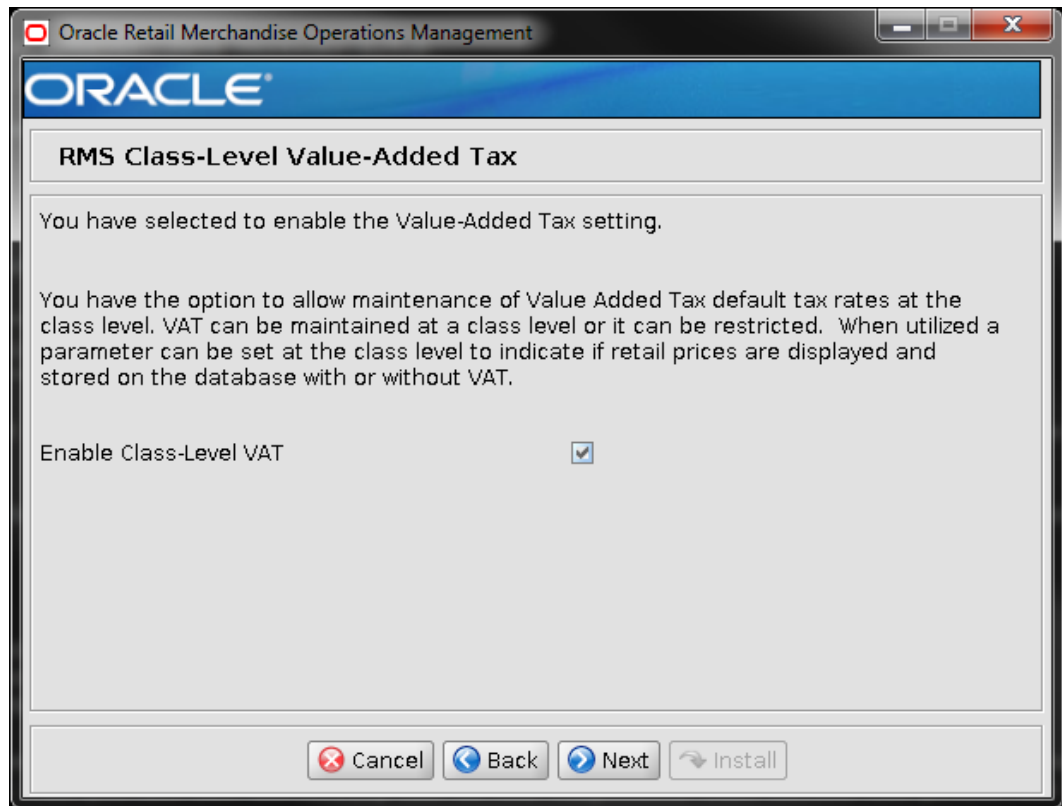 Oracle Retail Merchandise Operations Management
ORACLE®
RMS Class-Level Value-Added Tax
You have selected to enable the Value-Added Tax setting.
You have the option to allow maintenance of Value Added Tax default tax rates at the
class level. VAT can be maintained at a class level or it can be restricted.  When utilized a
parameter can be set at the class level to indicate if retail prices are displayed and
stored on the database with or without VAT.
Enable Class-Level VAT
Cancel Back Next Install